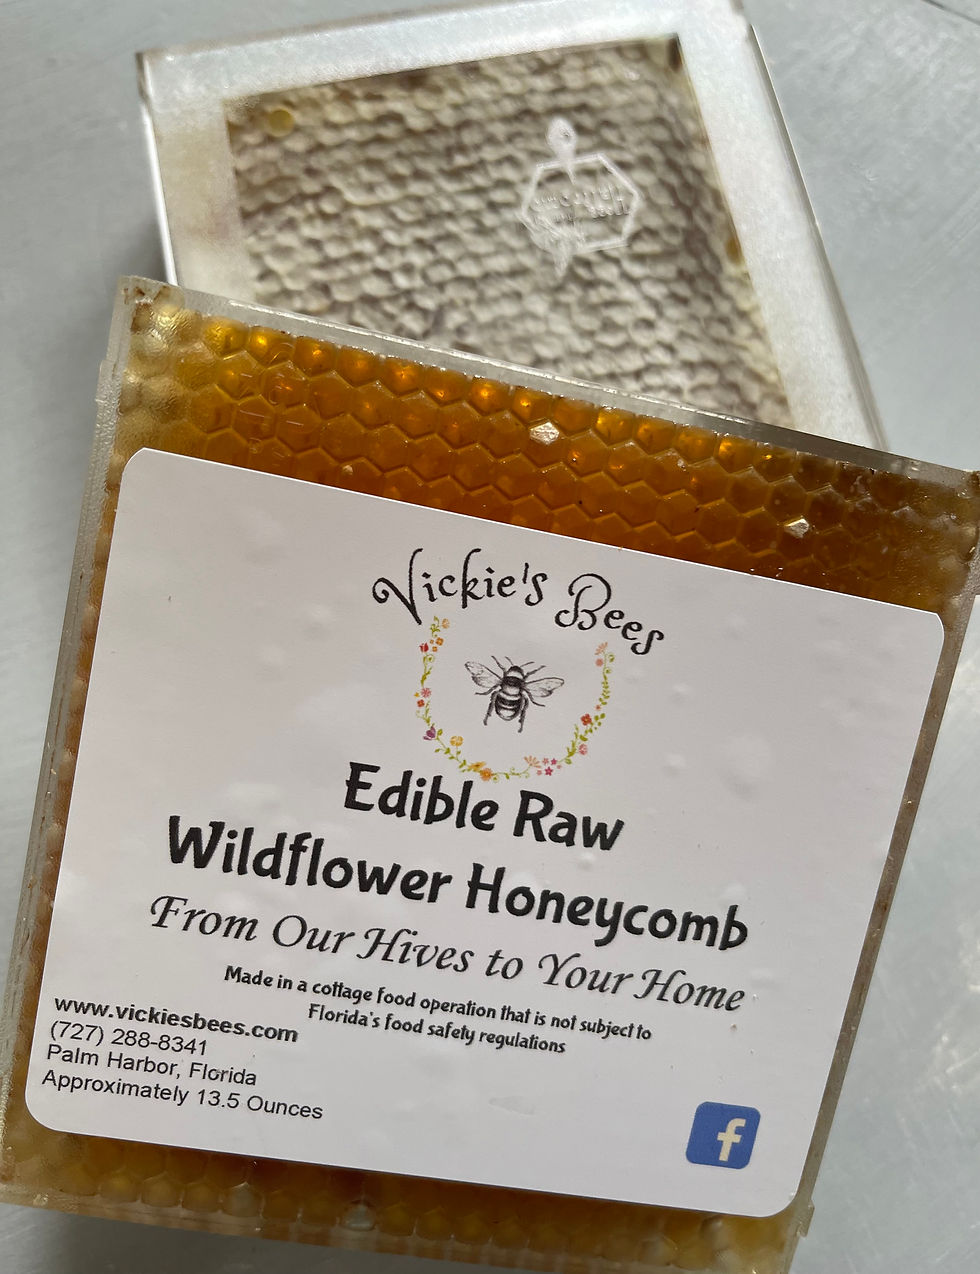 Vickie's Bees
Edible Raw
Wildflower Honeycomb
From Our Hives to Your Home
Made in a cottage food operation that is not subject to
Florida's food safety regulations
www.vickiesbees.com
(727) 288-8341
Palm Harbor, Florida
Approximately 13.5 Ounces
f